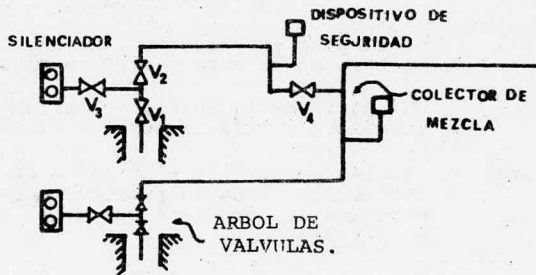 DISPOSITIVO DE
SEGJRIDAD
SILENCIADOR
V2
V3
V1
V4
COLECTOR DE
MEZCLA
ARBOL DE
VALVULAS.